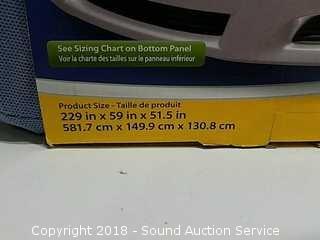 See Sizing Chart on Bottom Panel
Voir la charte des tailles sur le panneau inférieur
Product Size - Taille de produit
229 in x 59 in x 51.5 in
581.7 cm x 149.9 cm x 130.8 cm
Copyright 2018 - Sound Auction Service